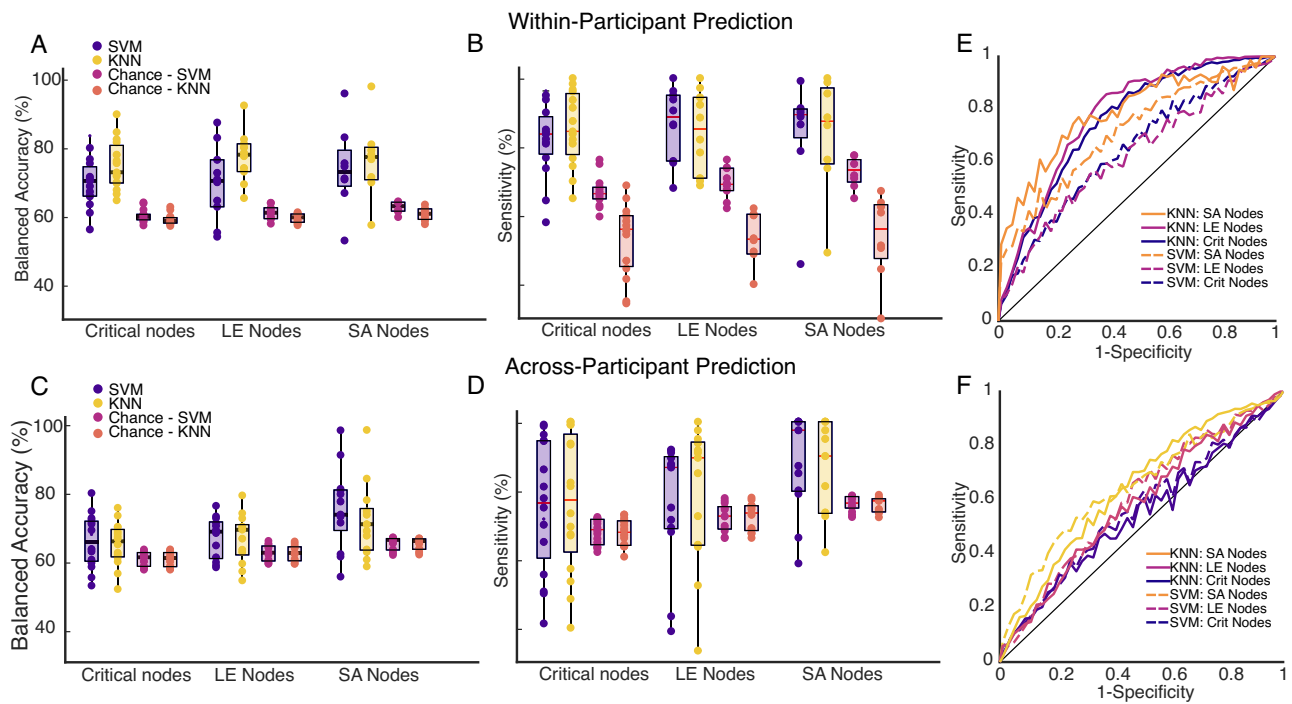 Within-Participant Prediction
A
SVM
KNN
Chance - SVM
Chance - KNN
Balanced Accuracy (%)
100
80
60
40
Critical nodes
LE Nodes
SA Nodes
B
Sensitivity (%)
Critical nodes
LE Nodes
SA Nodes
E
Sensitivity
1
0.8
0.6
0.4
0.2
0
KNN: SA Nodes
KNN: LE Nodes
KNN: Crit Nodes
SVM: SA Nodes
SVM: LE Nodes
SVM: Crit Nodes
0 0.2 0.4 0.6 0.8 1
1-Specificity
Across-Participant Prediction
C
SVM
KNN
Chance - SVM
Chance - KNN
Balanced Accuracy (%)
100
80
60
40
Critical nodes
LE Nodes
SA Nodes
D
Sensitivity (%)
Critical nodes
LE Nodes
SA Nodes
F
Sensitivity
1
0.8
0.6
0.4
0.2
0
KNN: SA Nodes
KNN: LE Nodes
KNN: Crit Nodes
SVM: SA Nodes
SVM: LE Nodes
SVM: Crit Nodes
0 0.2 0.4 0.6 0.8 1
1-Specificity